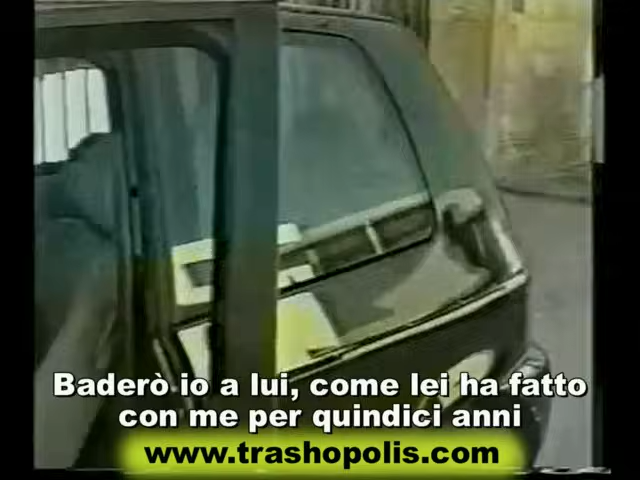 Baderò io a lui, come lei ha fatto
con me per quindici anni
www.trashopolis.com